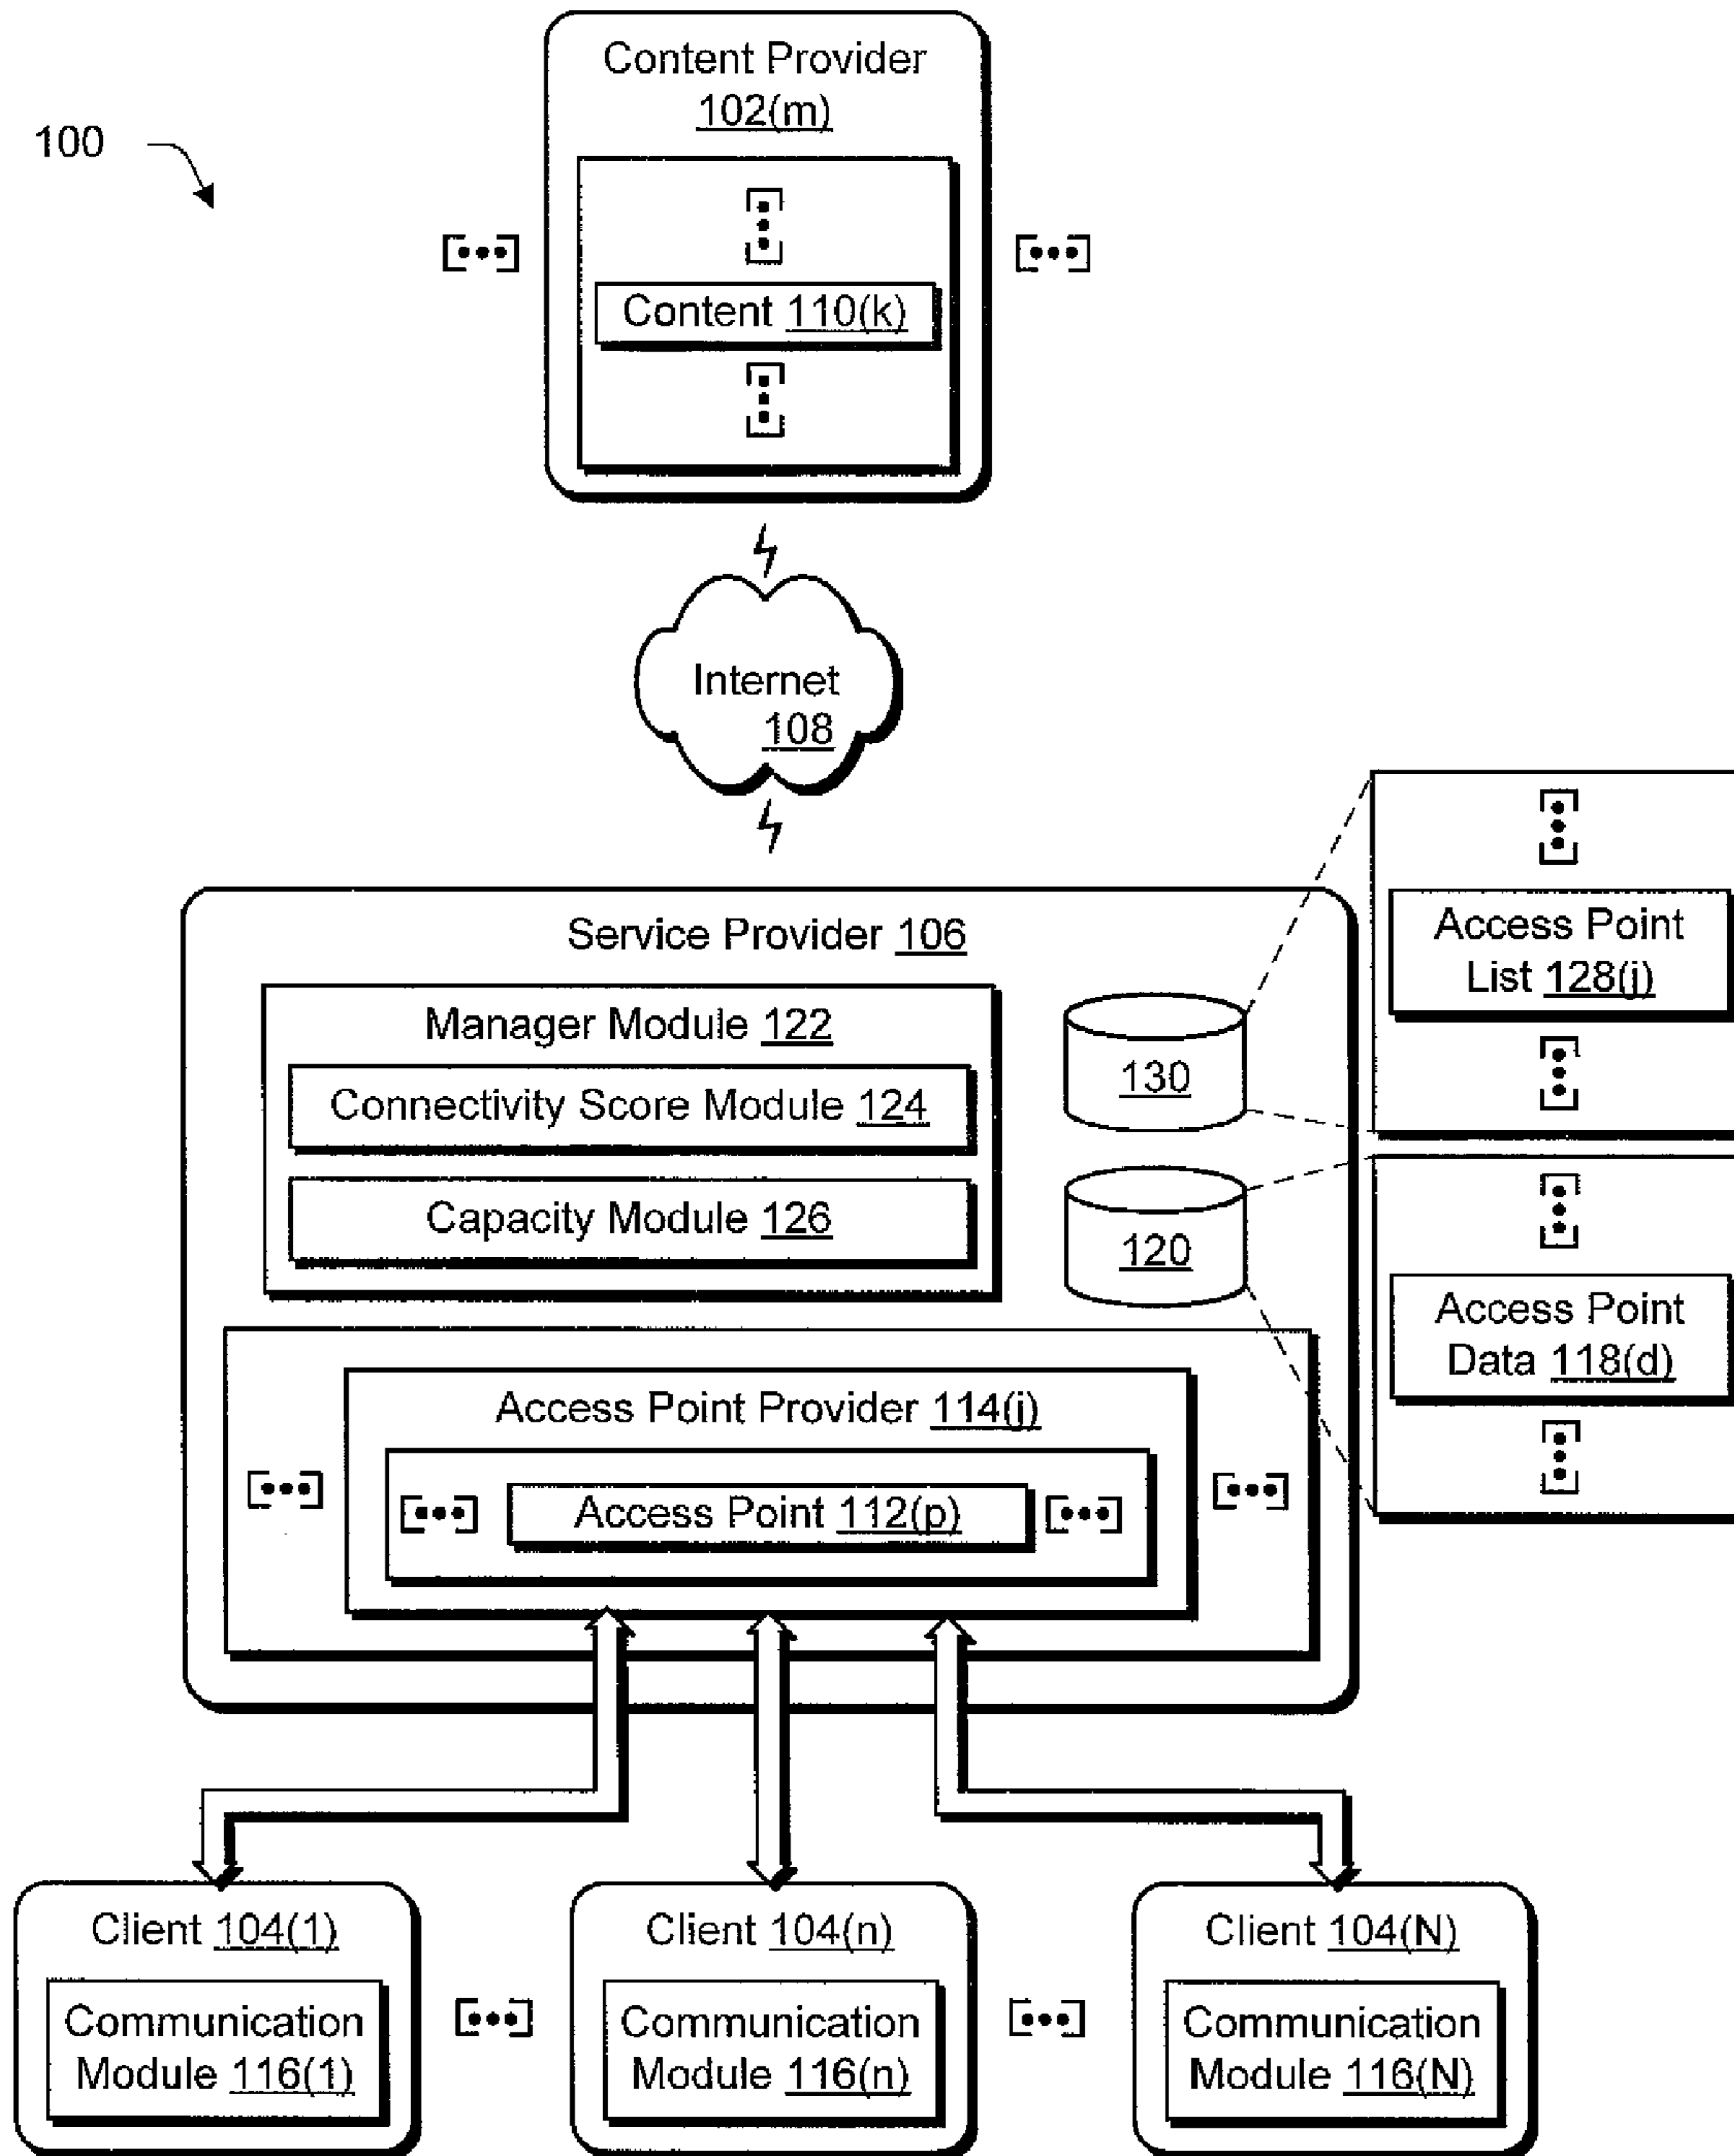 Content Provider
102(m)
100
Content 110(k)
Internet
108
Service Provider 106
Manager Module 122
Connectivity Score Module 124
Capacity Module 126
130
120
Access Point
List 128(j)
Access Point
Data 118(d)
Access Point Provider 114(j)
Access Point 112(p)
Client 104(1)
Communication
Module 116(1)
Client 104(n)
Communication
Module 116(n)
Client 104(N)
Communication
Module 116(N)